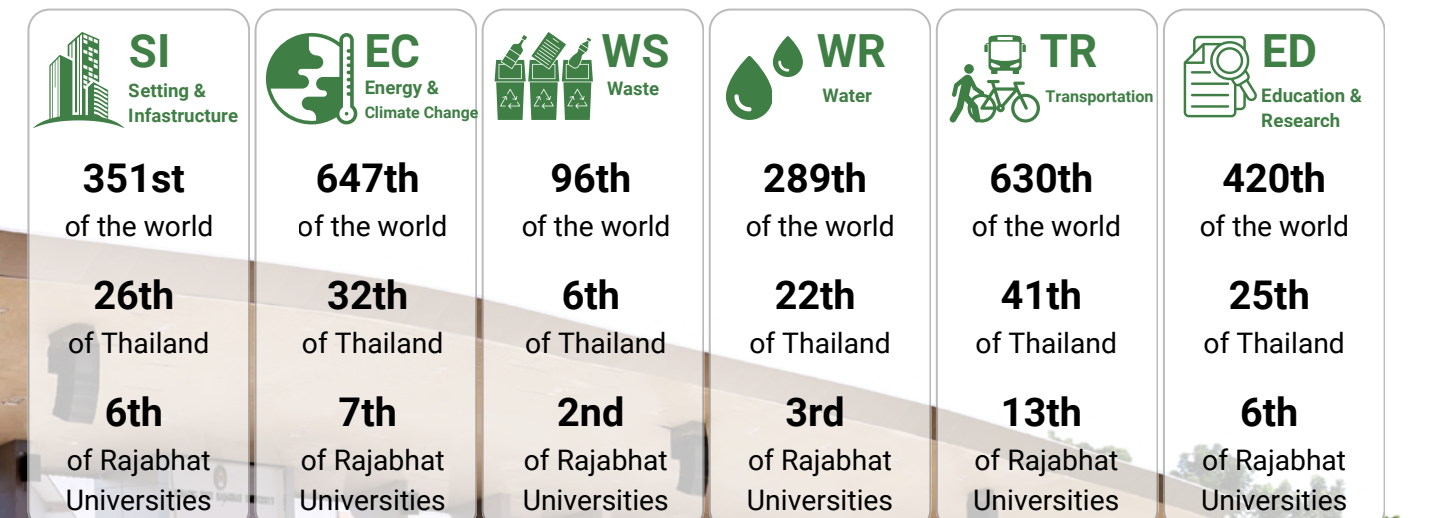 SI
Setting &
Infastructure
351st
of the world
26th
of Thailand
6th
of Rajabhat
Universities
EC
Energy &
Climate Change
647th
of the world
32th
of Thailand
7th
of Rajabhat
Universities
WS
Waste
96th
of the world
6th
of Thailand
2nd
of Rajabhat
Universities
WR
Water
289th
of the world
22th
of Thailand
3rd
of Rajabhat
Universities
TR
Transportation
630th
of the world
41th
of Thailand
13th
of Rajabhat
Universities
ED
Education &
Research
420th
of the world
25th
of Thailand
6th
of Rajabhat
Universities